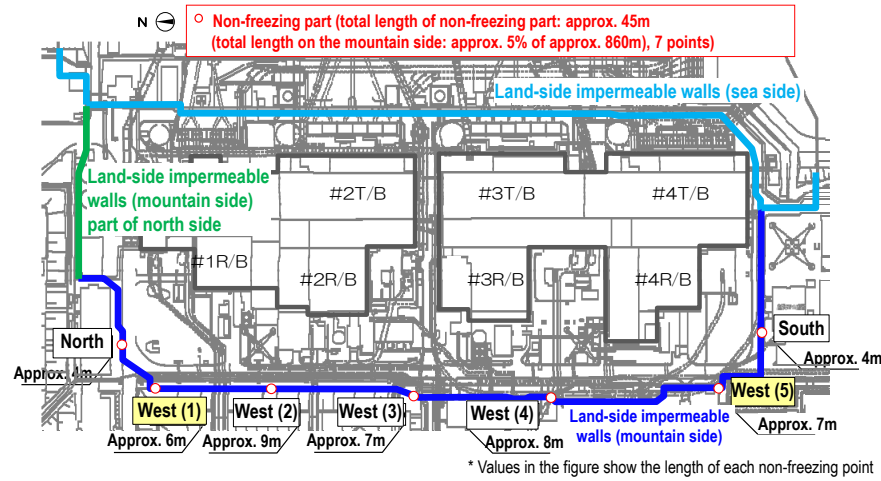 N
Non-freezing part (total length of non-freezing part: approx. 45m
(total length on the mountain side: approx. 5% of approx. 860m), 7 points)
Land-side impermeable walls (sea side)
Land-side impermeable
walls (mountain side)
part of north side
#2T/B
#3T/B
#4T/B
#1R/B
#2R/B
#3R/B
#4R/B
North
Approx. 4m
South
Approx. 4m
West (1)
Approx. 6m
West (2)
Approx. 9m
West (3)
Approx. 7m
West (4)
Approx. 8m
West (5)
Approx. 7m
Land-side impermeable
walls (mountain side)
* Values in the figure show the length of each non-freezing point